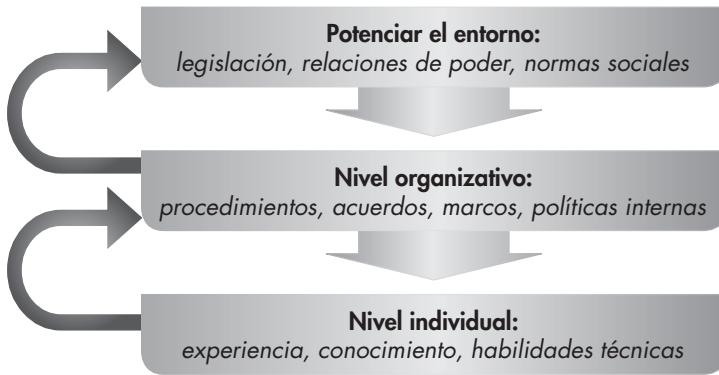 Potenciar el entorno:
legislación, relaciones de poder, normas sociales
Nivel organizativo:
procedimientos, acuerdos, marcos, políticas internas
Nivel individual:
experiencia, conocimiento, habilidades técnicas